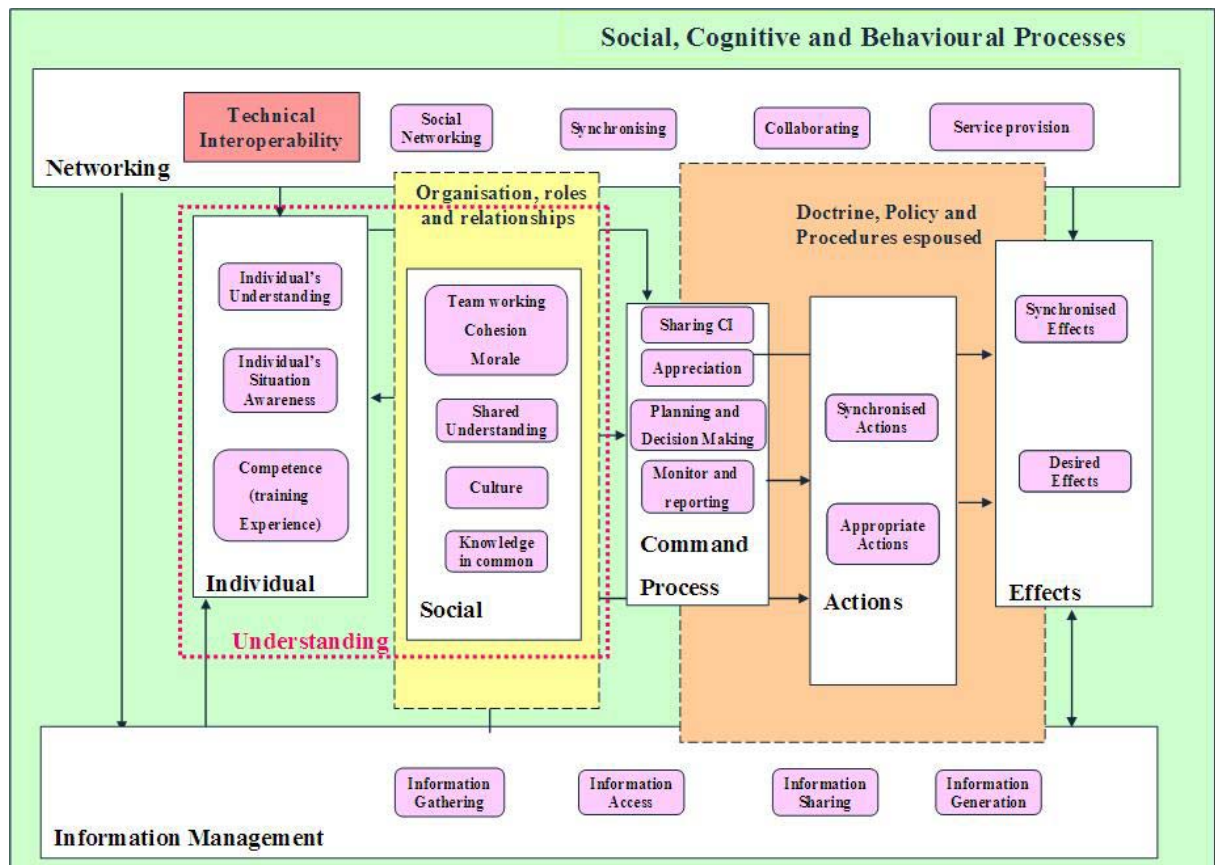 Social, Cognitive and Behavioural Processes
Technical
Interoperability
Social
Networking
Synchronising
Collaborating
Service provision
Networking
Organisation, roles
and relationships
Doctrine, Policy and
Procedures espoused
Individual's
Understanding
Individual's
Situation
Awareness
Competence
(training
Experience)
Individual
Team working
Cohesion
Morale
Shared
Understanding
Culture
Knowledge
in common
Social
Understanding
Sharing CI
Appreciation
Planning and
Decision Making
Monitor and
reporting
Command
Process
Synchronised
Actions
Appropriate
Actions
Actions
Synchronised
Effects
Desired
Effects
Effects
Information
Gathering
Information
Access
Information
Sharing
Information
Generation
Information Management